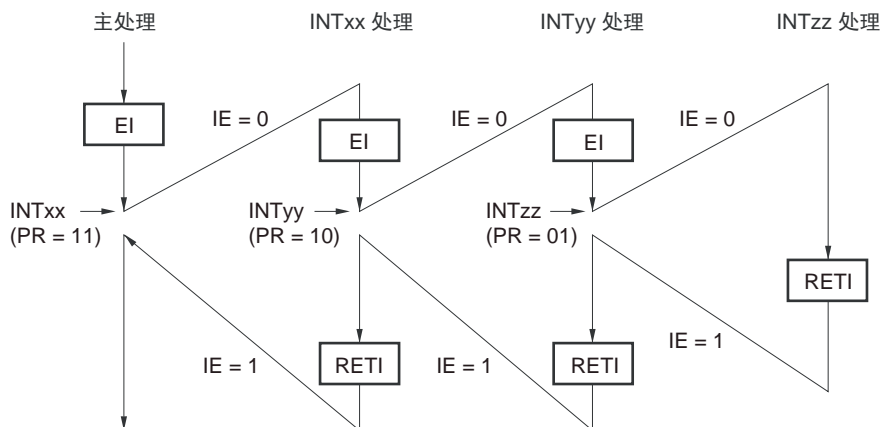 主处理
INTxx 处理
INTyy 处理
INTzz 处理
EI
IE = 0
EI
IE = 0
EI
IE = 0
INTxx
(PR = 11)
INTyy
(PR = 10)
INTzz
(PR = 01)
RETI
IE = 1
RETI
IE = 1
RETI
IE = 1